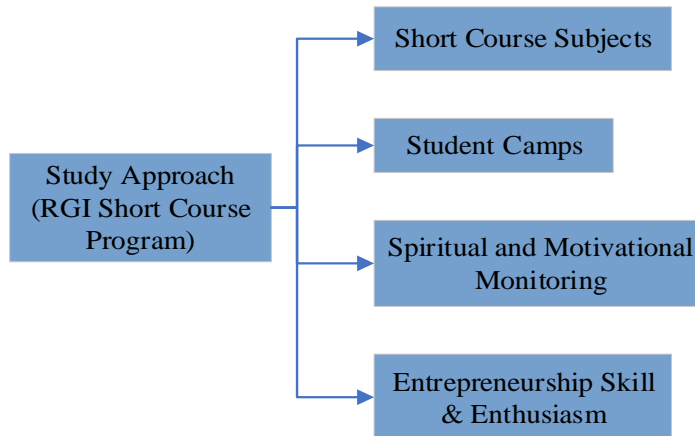 Short Course Subjects
Student Camps
Study Approach
(RGI Short Course
Program)
Spiritual and Motivational
Monitoring
Entrepreneurship Skill
& Enthusiasm